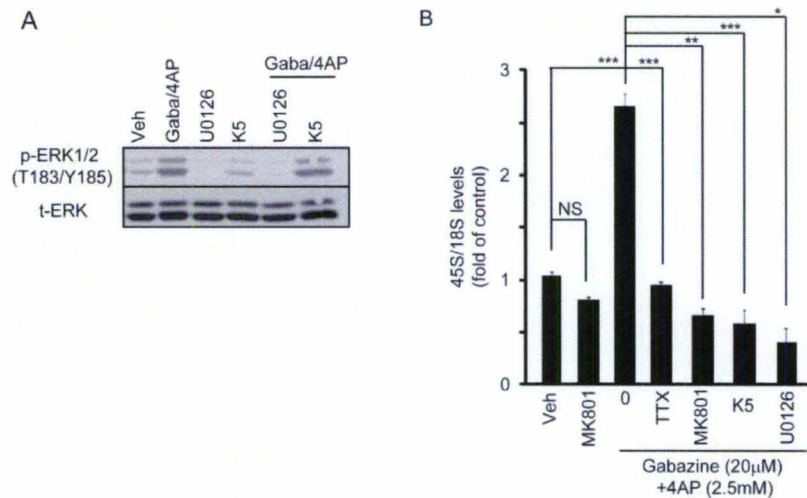 A
Gaba/4AP
Veh
Gaba/4AP
U0126
K5
U0126
K5
p-ERK1/2
(T183/Y185)
t-ERK
B
*
***
**
***
***
NS
45S/18S levels
(fold of control)
3
2
1
0
Veh
MK801
0
TTX
MK801
K5
U0126
Gabazine (20µM)
+4AP (2.5mM)